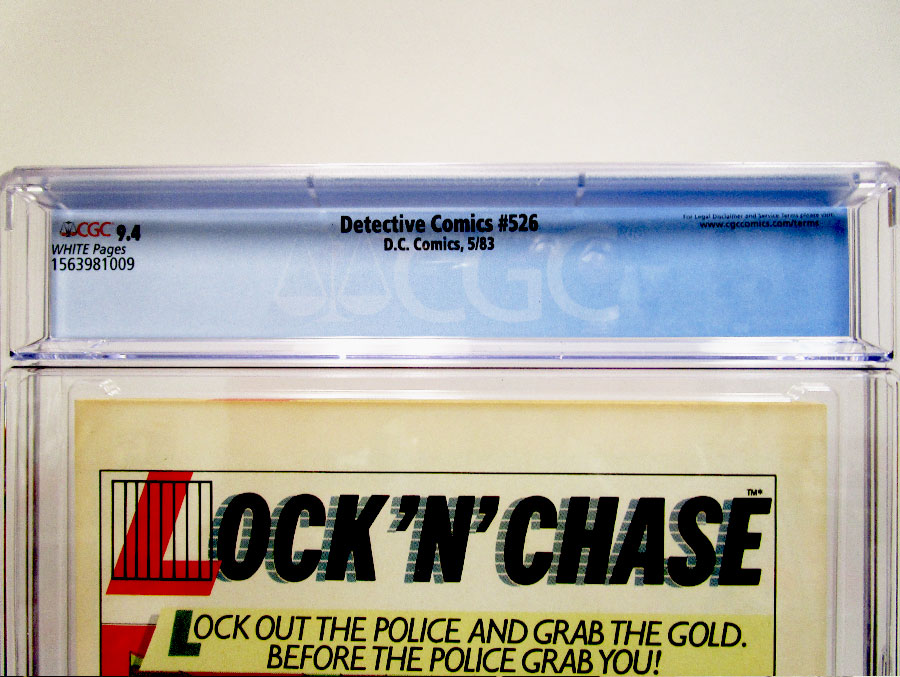 CGC 9.4
WHITE Pages
1563981009
Detective Comics #526
D.C. Comics, 5/83
For Legal Disclaimer and Service Terms please visit:
www.cgccomics.com/terms
CGC
LOCK 'N' CHASE TM*
LOCK OUT THE POLICE AND GRAB THE GOLD.
BEFORE THE POLICE GRAB YOU!